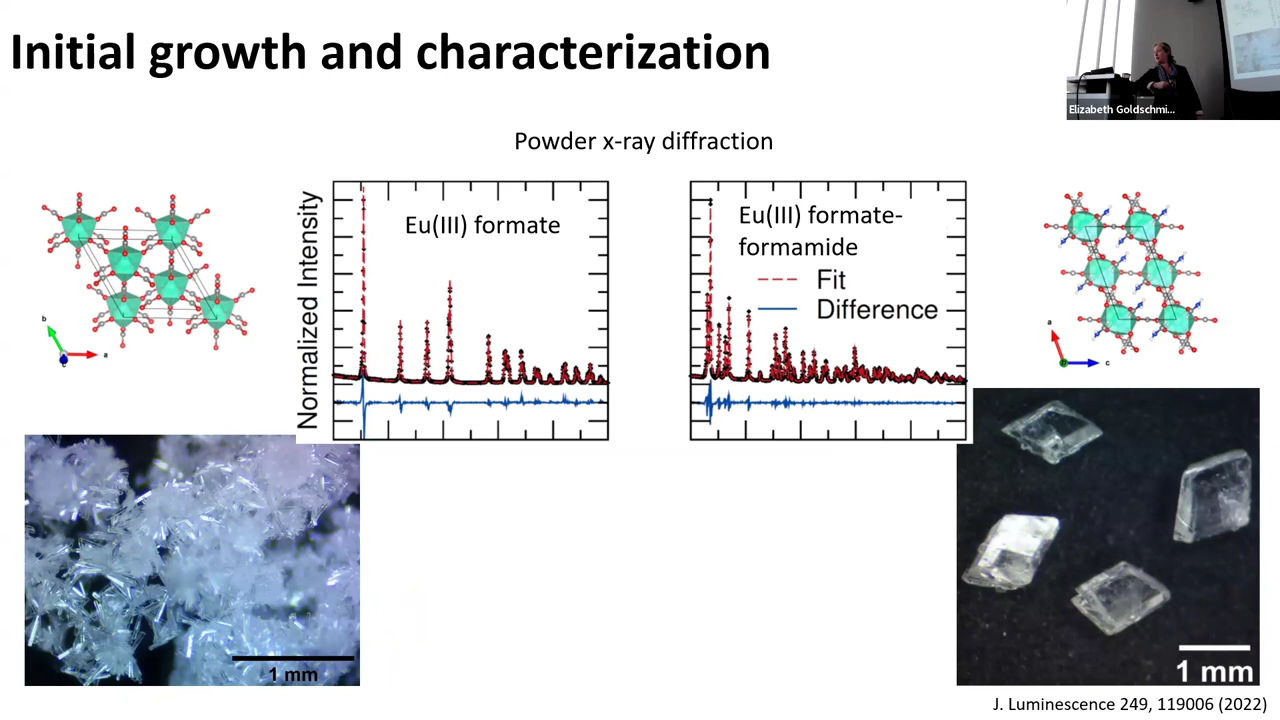 Initial growth and characterization
Elizabeth Goldschmi...
Powder x-ray diffraction
Normalized Intensity
Eu(III) formate
Eu(III) formate-
formamide
Fit
Difference
b
a
c
a
b
c
1 mm
1 mm
J. Luminescence 249, 119006 (2022)